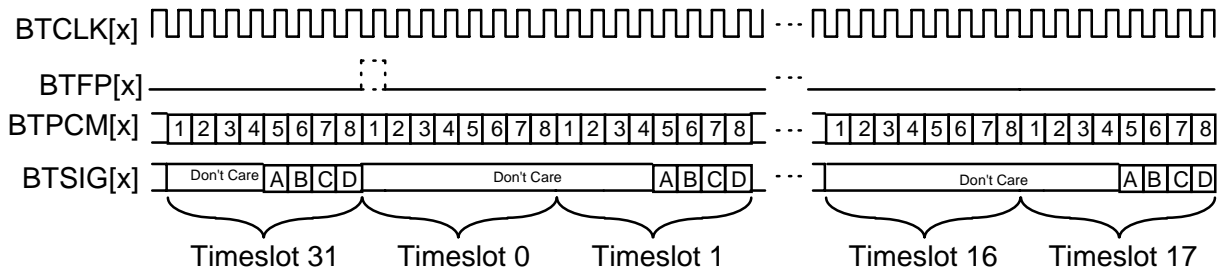 BTCLK[x] ...
BTFP[x] ...
BTPCM[x] 1 2 3 4 5 6 7 8 1 2 3 4 5 6 7 8 1 2 3 4 5 6 7 8 ... 1 2 3 4 5 6 7 8 1 2 3 4 5 6 7 8
BTSIG[x] Don't Care A B C D Don't Care A B C D ... Don't Care A B C D
Timeslot 31 Timeslot 0 Timeslot 1 Timeslot 16 Timeslot 17